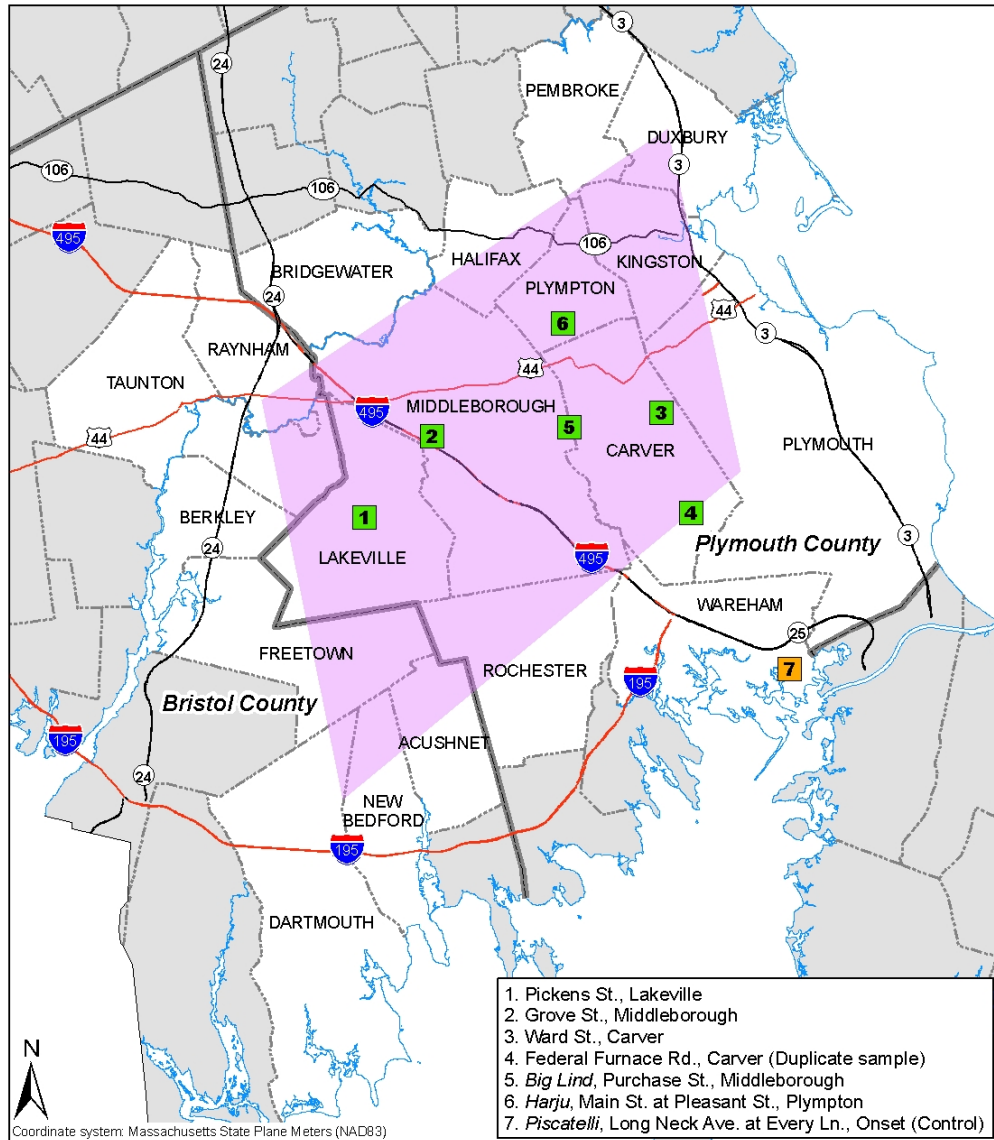 3
24
PEMBROKE
DUXBURY
3
106
106
495
106
HALIFAX
KINGSTON
BRIDGEWATER
24
PLYMPTON
44
6
3
RAYNHAM
44
TAUNTON
495
MIDDLEBOROUGH
3
2
5
44
CARVER
PLYMOUTH
1
4
BERKLEY
24
3
Plymouth County
LAKEVILLE
495
WAREHAM
25
FREETOWN
ROCHESTER
7
195
Bristol County
195
ACUSHNET
24
NEW
BEDFORD
195
DARTMOUTH
1. Pickens St., Lakeville
2. Grove St., Middleborough
3. Ward St., Carver
4. Federal Furnace Rd., Carver (Duplicate sample)
5. Big Lind, Purchase St., Middleborough
6. Harju, Main St. at Pleasant St., Plympton
7. Piscatelli, Long Neck Ave. at Every Ln., Onset (Control)
N
Coordinate system: Massachusetts State Plane Meters (NAD83)